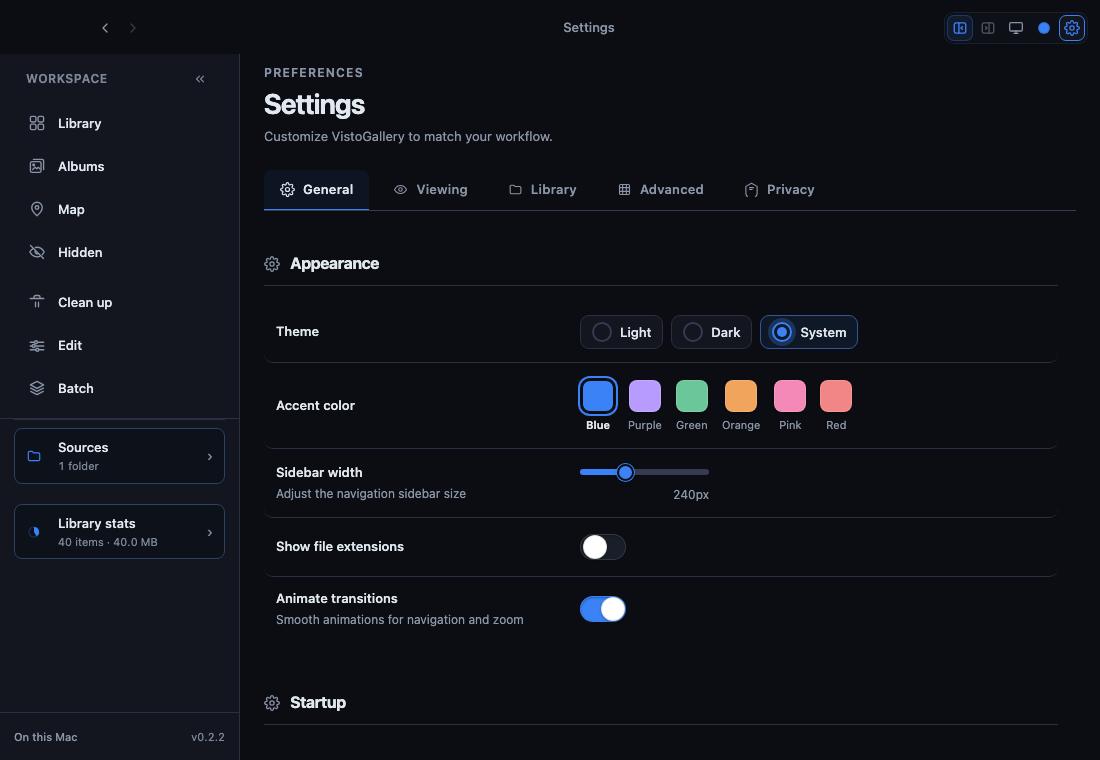 Settings
WORKSPACE
Library
Albums
Map
Hidden
Clean up
Edit
Batch
Sources
1 folder
Library stats
40 items · 40.0 MB
On this Mac
v0.2.2
PREFERENCES
Settings
Customize VistoGallery to match your workflow.
General
Viewing
Library
Advanced
Privacy
Appearance
Theme
Light
Dark
System
Accent color
Blue
Purple
Green
Orange
Pink
Red
Sidebar width
Adjust the navigation sidebar size
240px
Show file extensions
Animate transitions
Smooth animations for navigation and zoom
Startup